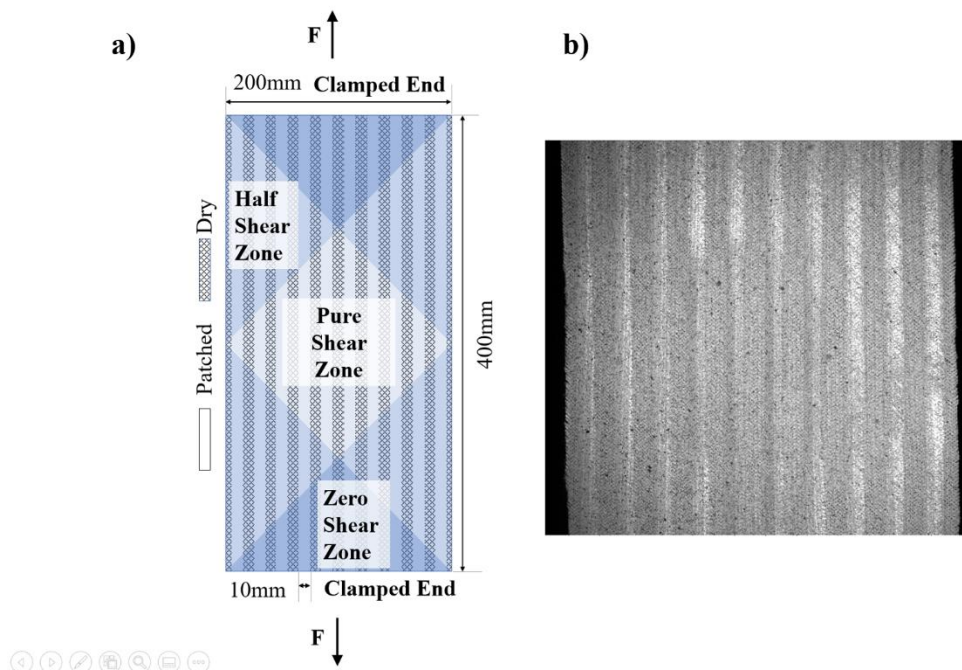 a)
F
b)
200mm
Clamped End
Dry
Patched
Half
Shear
Zone
Pure
Shear
Zone
400mm
Zero
Shear
Zone
10mm
Clamped End
F